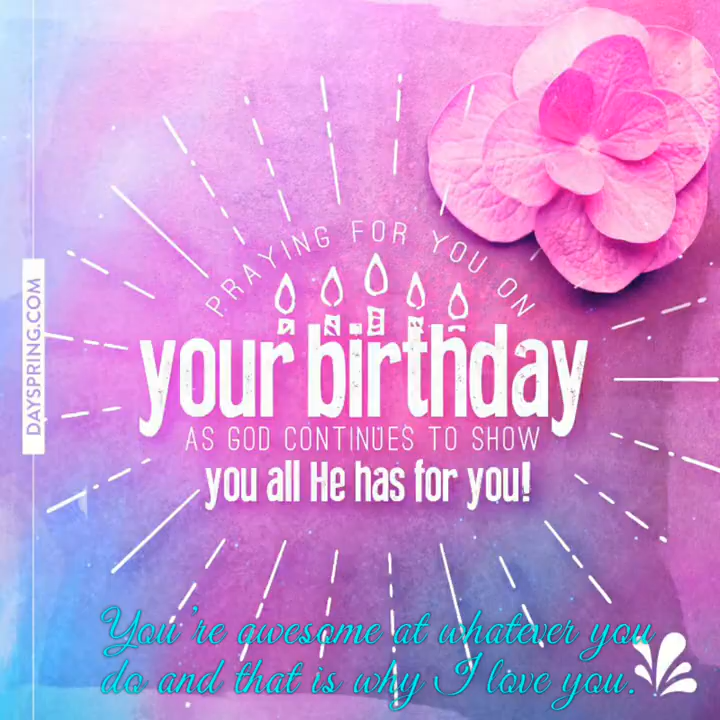 PRAYING FOR YOU ON
your birthday
AS GOD CONTINUES TO SHOW
you all He has for you!
DAYSPRING.COM
You're awesome at whatever you
do and that is why I love you.